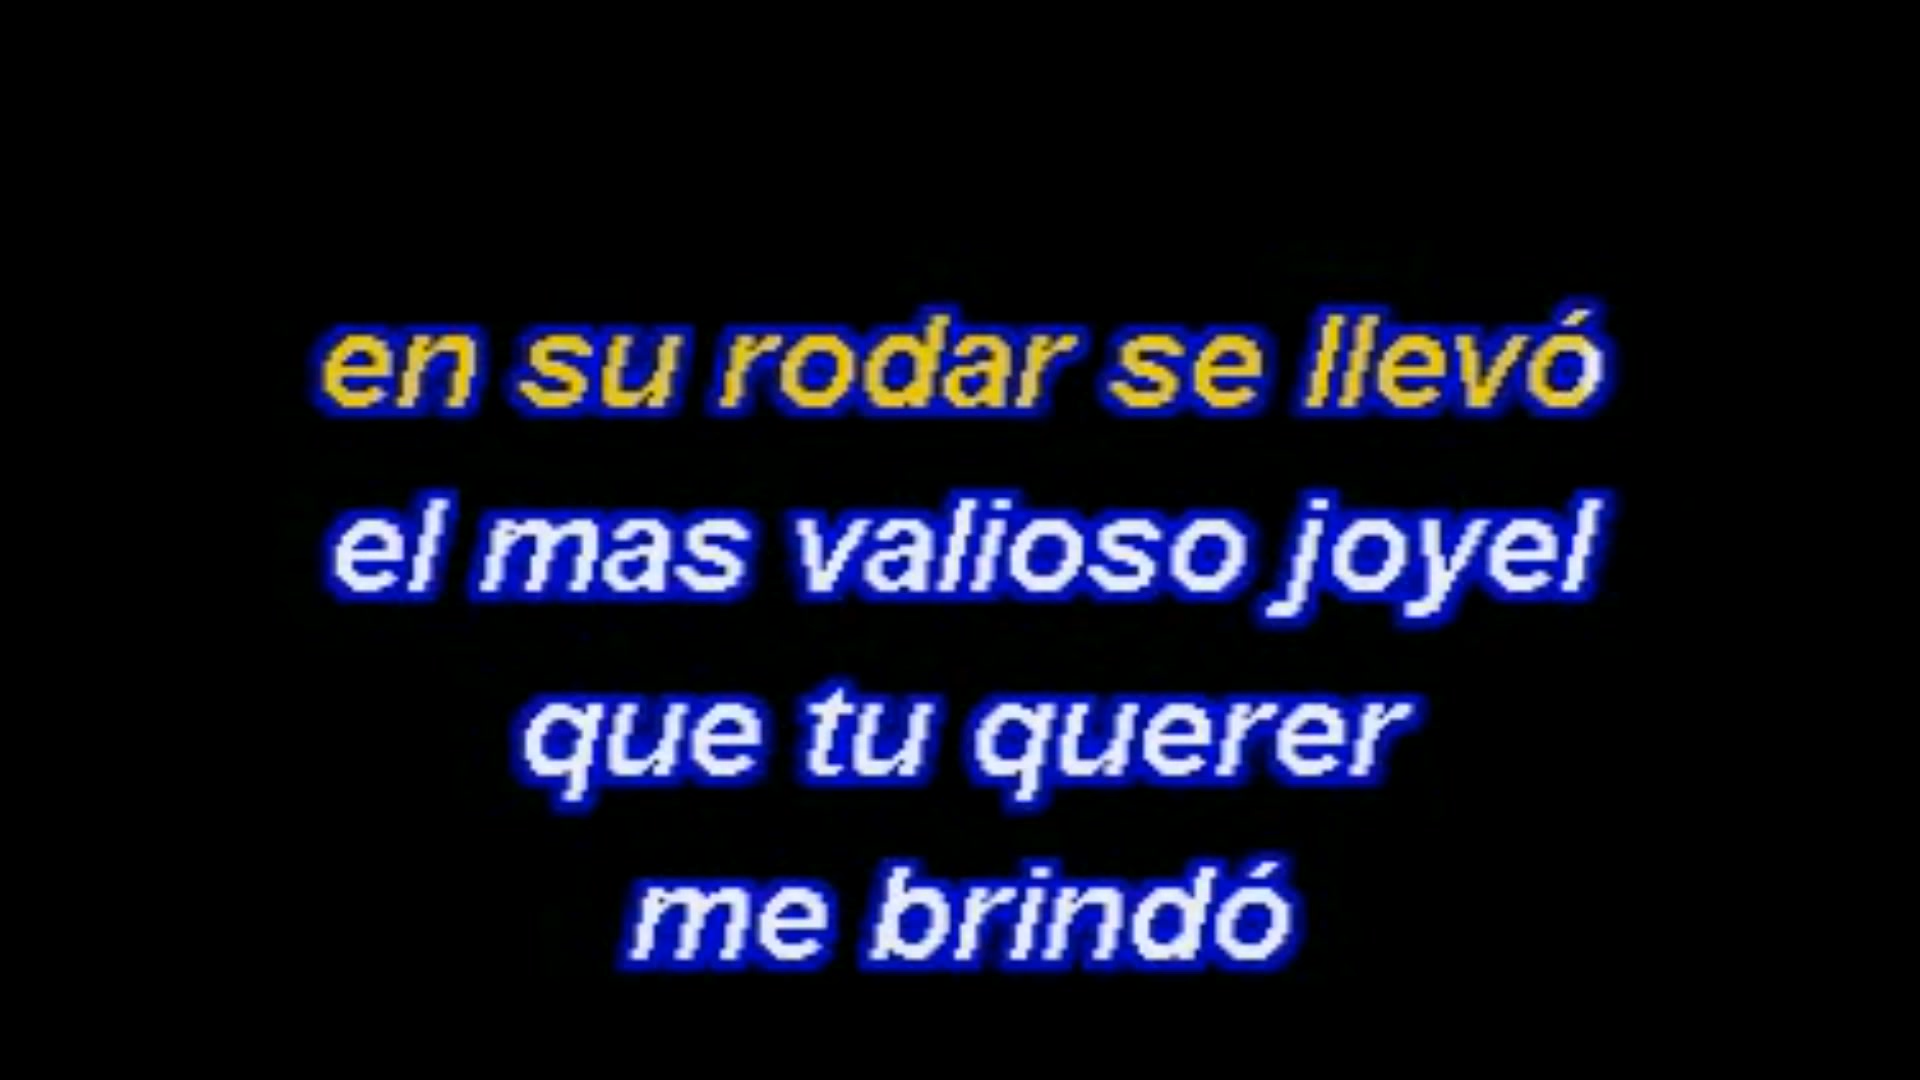 en su rodar se llevó
el mas valioso joyel
que tu querer
me brindó